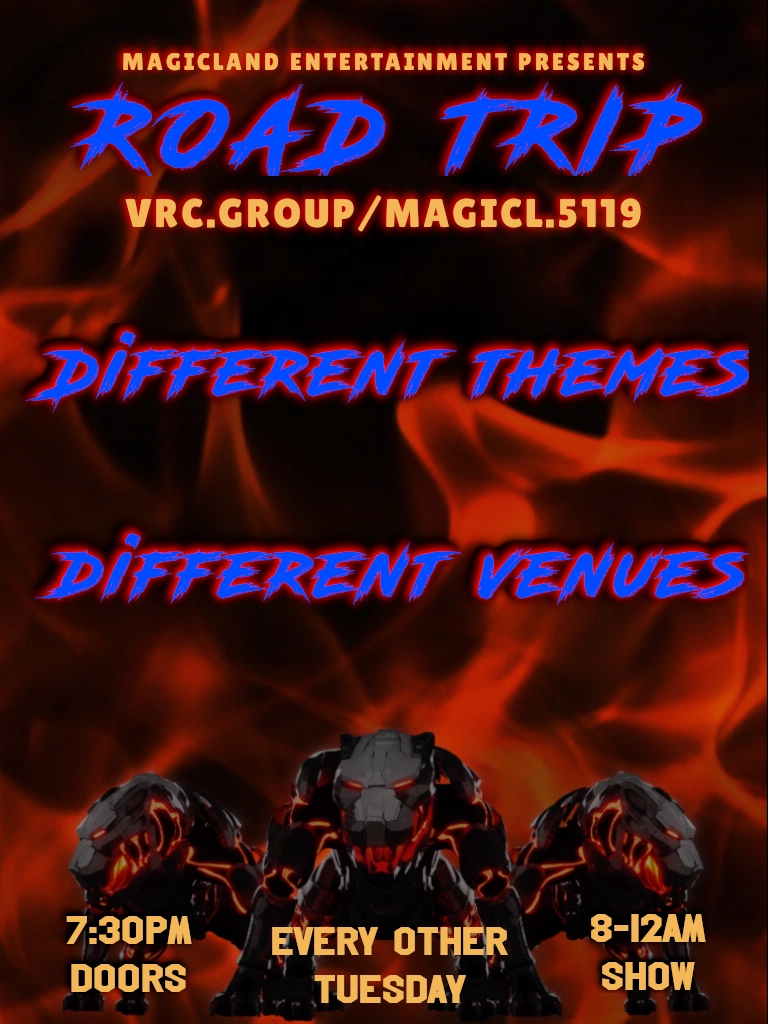 MAGICLAND ENTERTAINMENT PRESENTS
ROAD TRIP
VRC.GROUP/MAGICL.5119
DIFFERENT THEMES
DIFFERENT VENUES
7:30PM
DOORS
EVERY OTHER
TUESDAY
8-12AM
SHOW